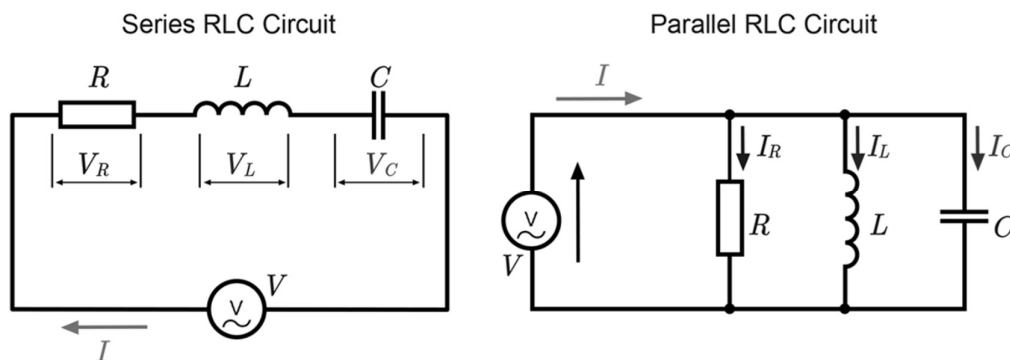 Series RLC Circuit
R
L
C
V_R
V_L
V_C
V
V
I
Parallel RLC Circuit
I
I_R
I_L
I_C
V
V
R
L
C